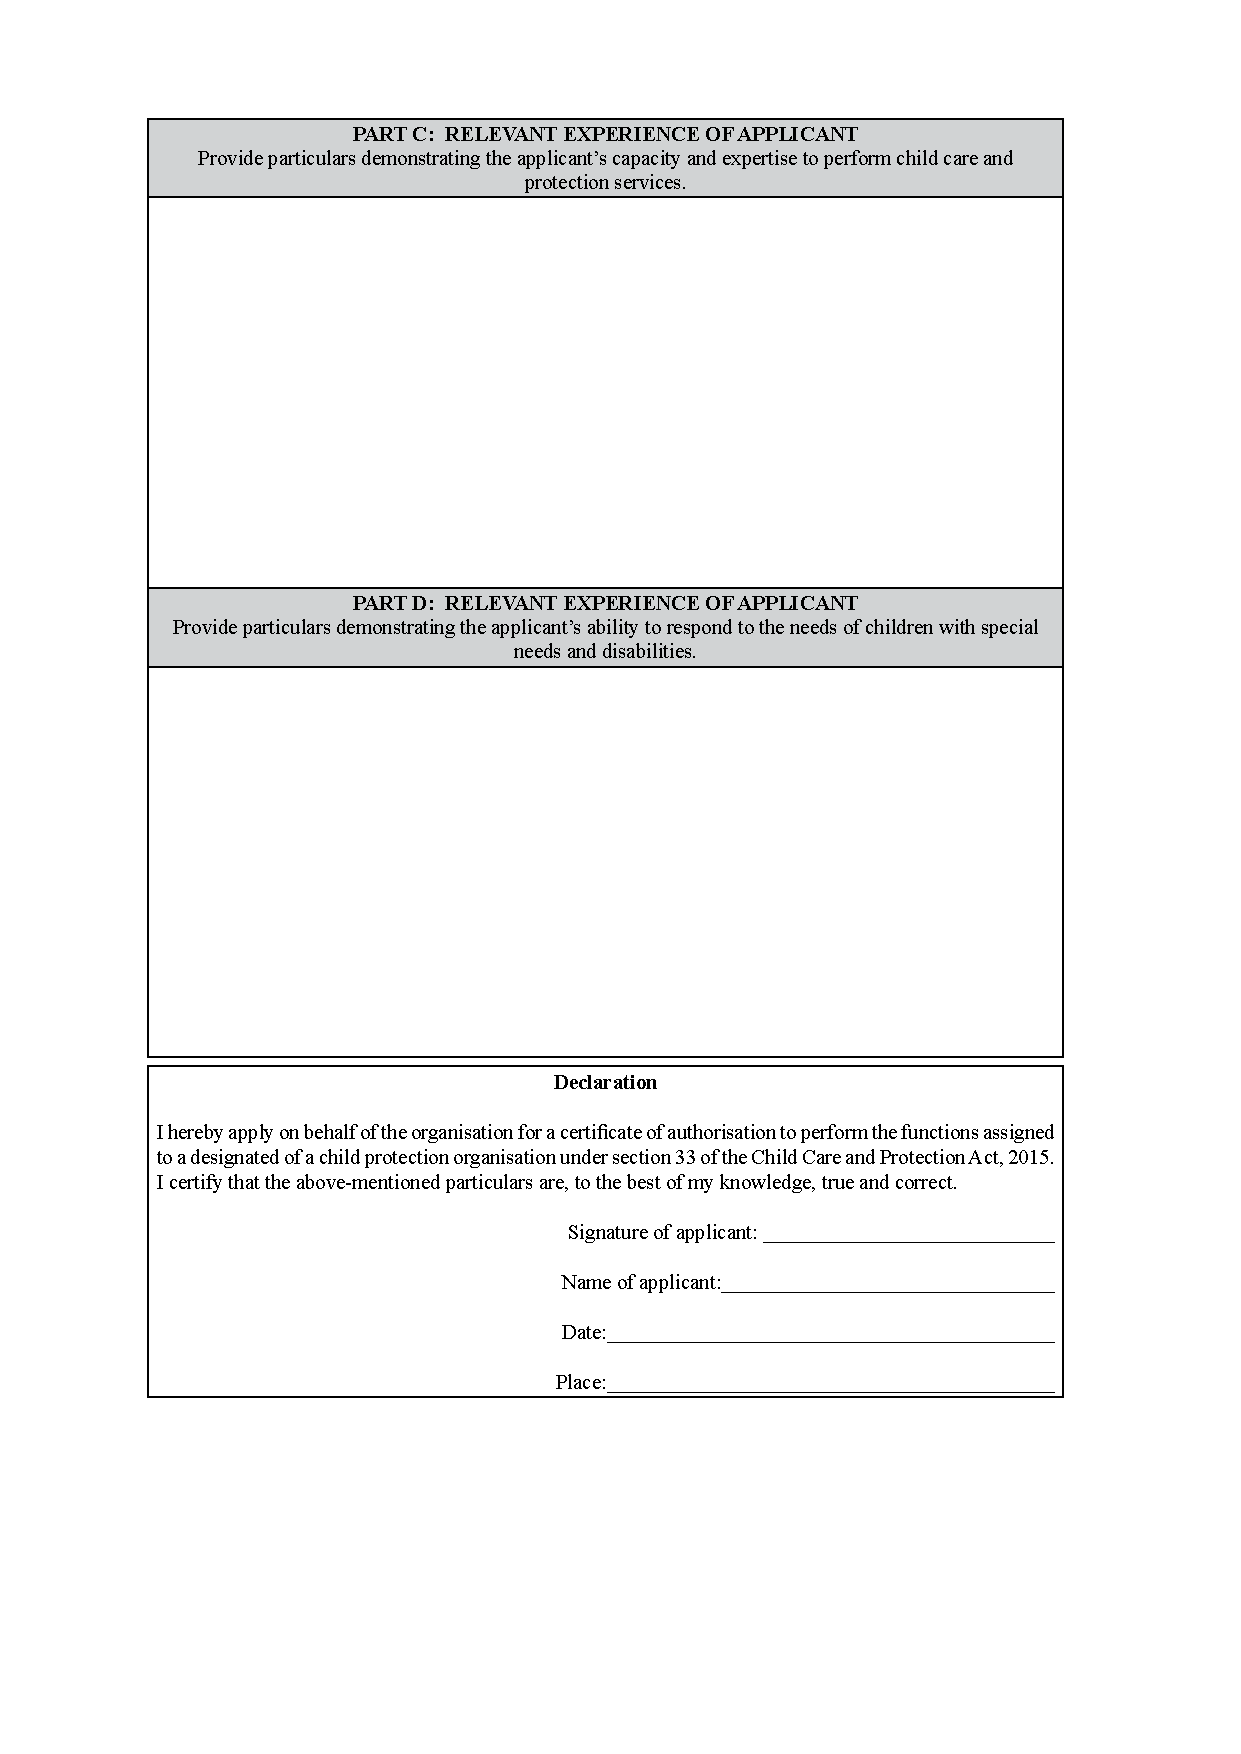 PART C:  RELEVANT EXPERIENCE OF APPLICANT
Provide particulars demonstrating the applicant’s capacity and expertise to perform child care and
protection services.
PART D:  RELEVANT EXPERIENCE OF APPLICANT
Provide particulars demonstrating the applicant’s ability to respond to the needs of children with special
needs and disabilities.
Declaration
I hereby apply on behalf of the organisation for a certificate of authorisation to perform the functions assigned
to a designated of a child protection organisation under section 33 of the Child Care and Protection Act, 2015.
I certify that the above-mentioned particulars are, to the best of my knowledge, true and correct.
Signature of applicant: ____________________________
Name of applicant:________________________________
Date:___________________________________________
Place:___________________________________________